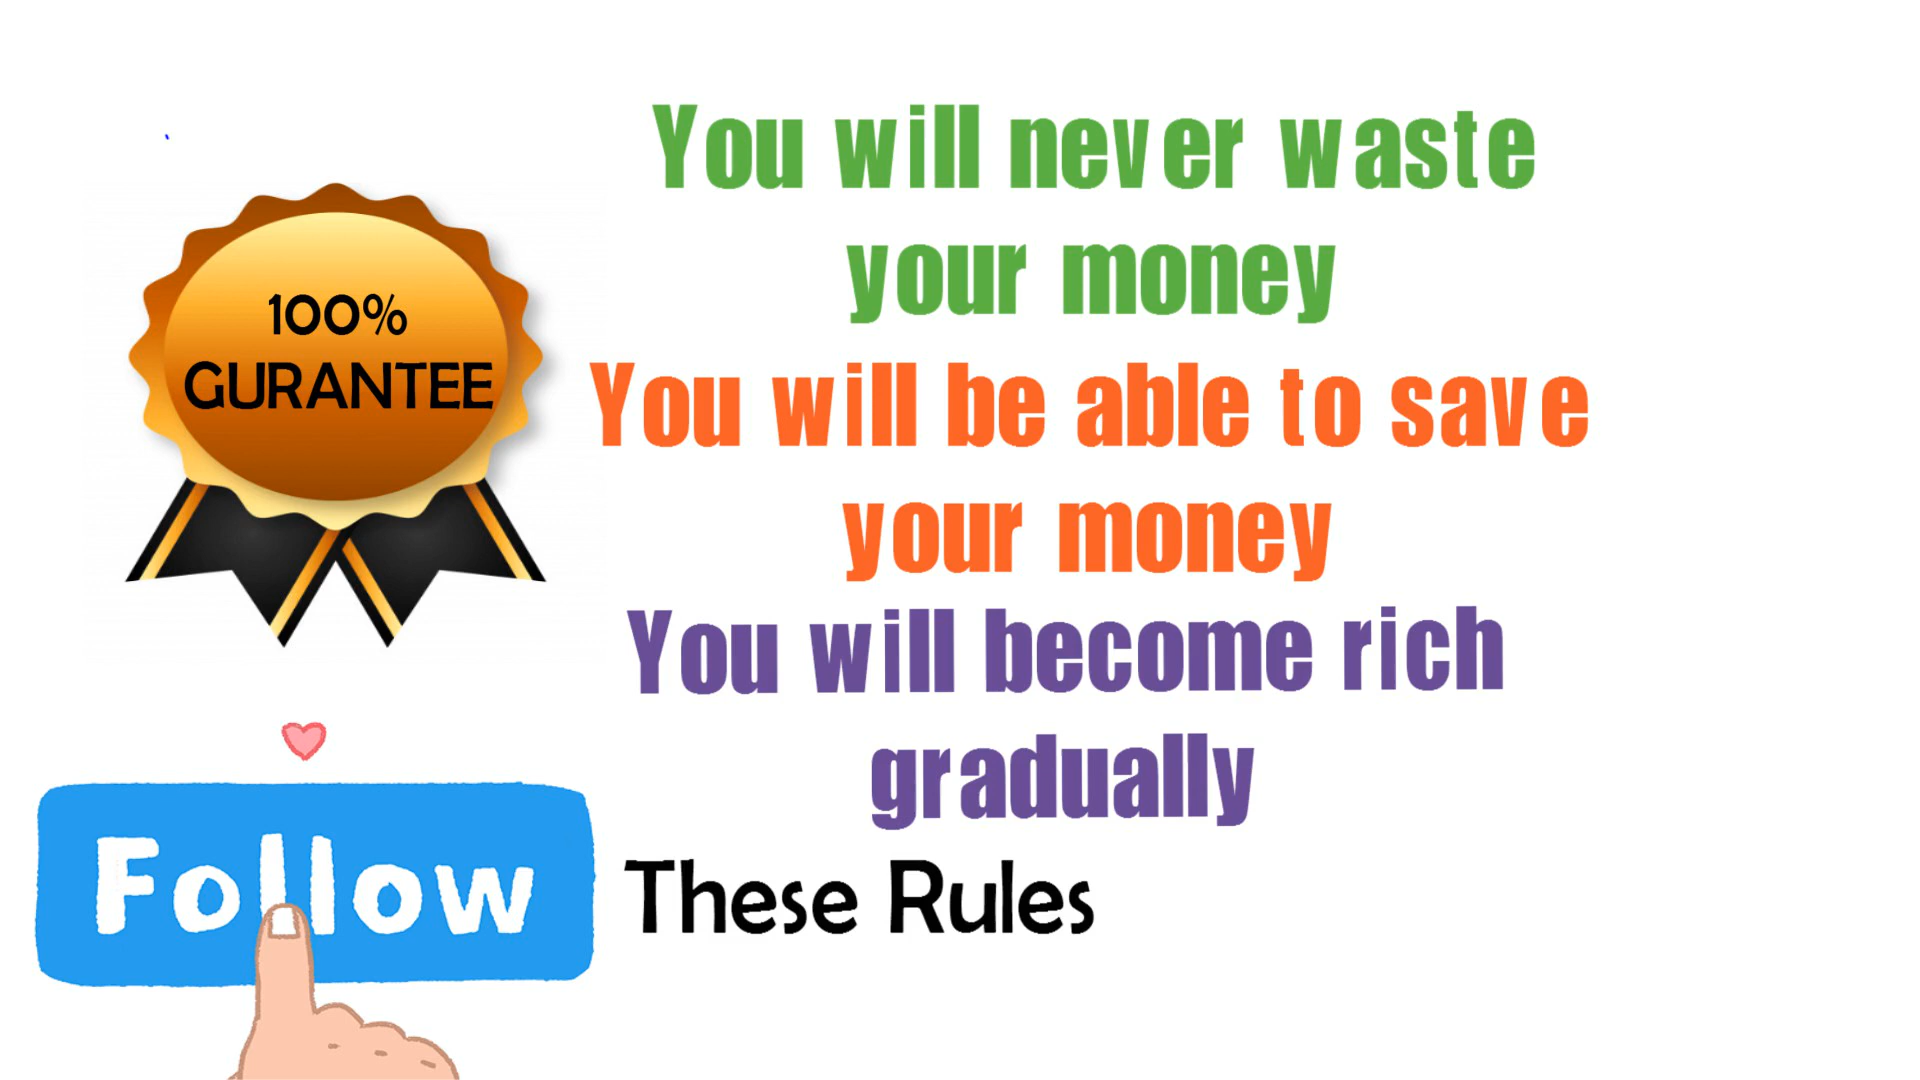 100%
GURANTEE
You will never waste
your money
You will be able to save
your money
You will become rich
gradually
Follow
These Rules